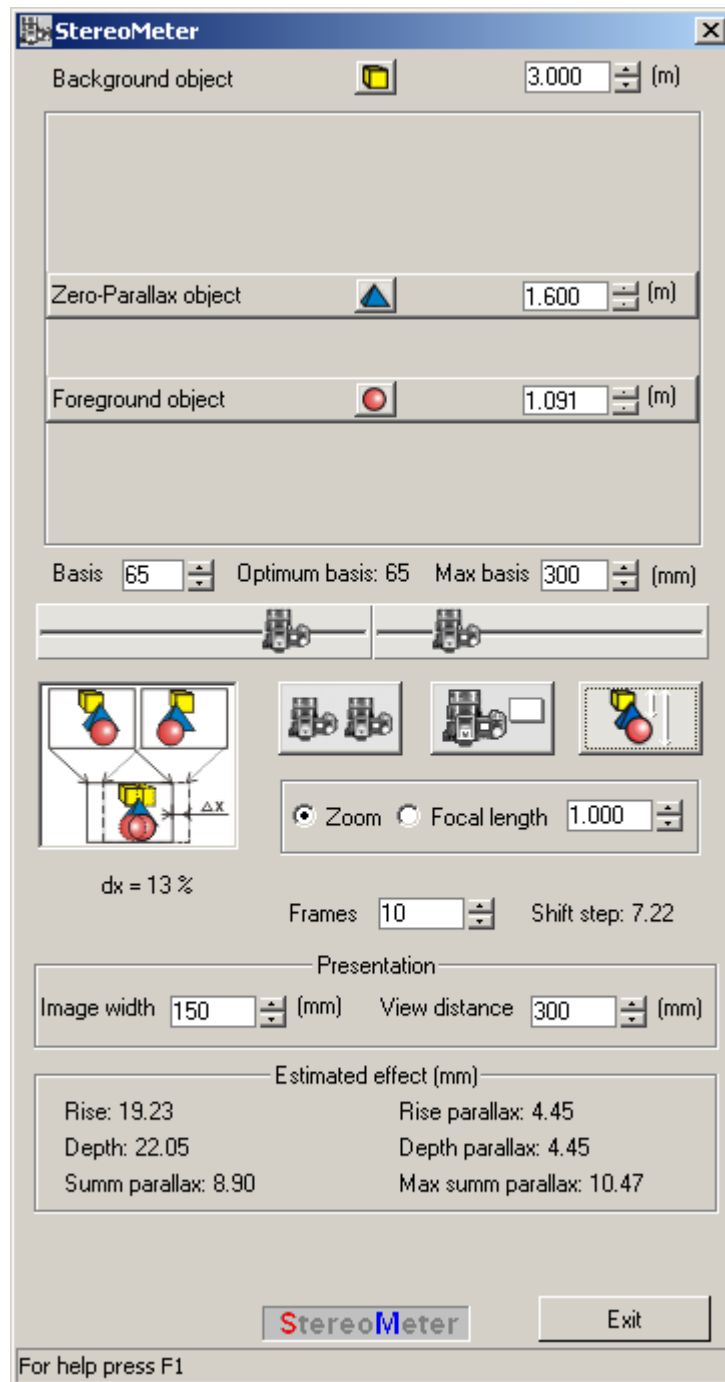 StereoMeter
Background object 3.000 (m)
Zero-Parallax object 1.600 (m)
Foreground object 1.091 (m)
Basis 65 Optimum basis: 65 Max basis 300 (mm)
ΔX
Zoom Focal length 1.000
dx = 13 %
Frames 10 Shift step: 7.22
Presentation
Image width 150 (mm) View distance 300 (mm)
Estimated effect (mm)
Rise: 19.23 Rise parallax: 4.45
Depth: 22.05 Depth parallax: 4.45
Summ parallax: 8.90 Max summ parallax: 10.47
StereoMeter Exit
For help press F1